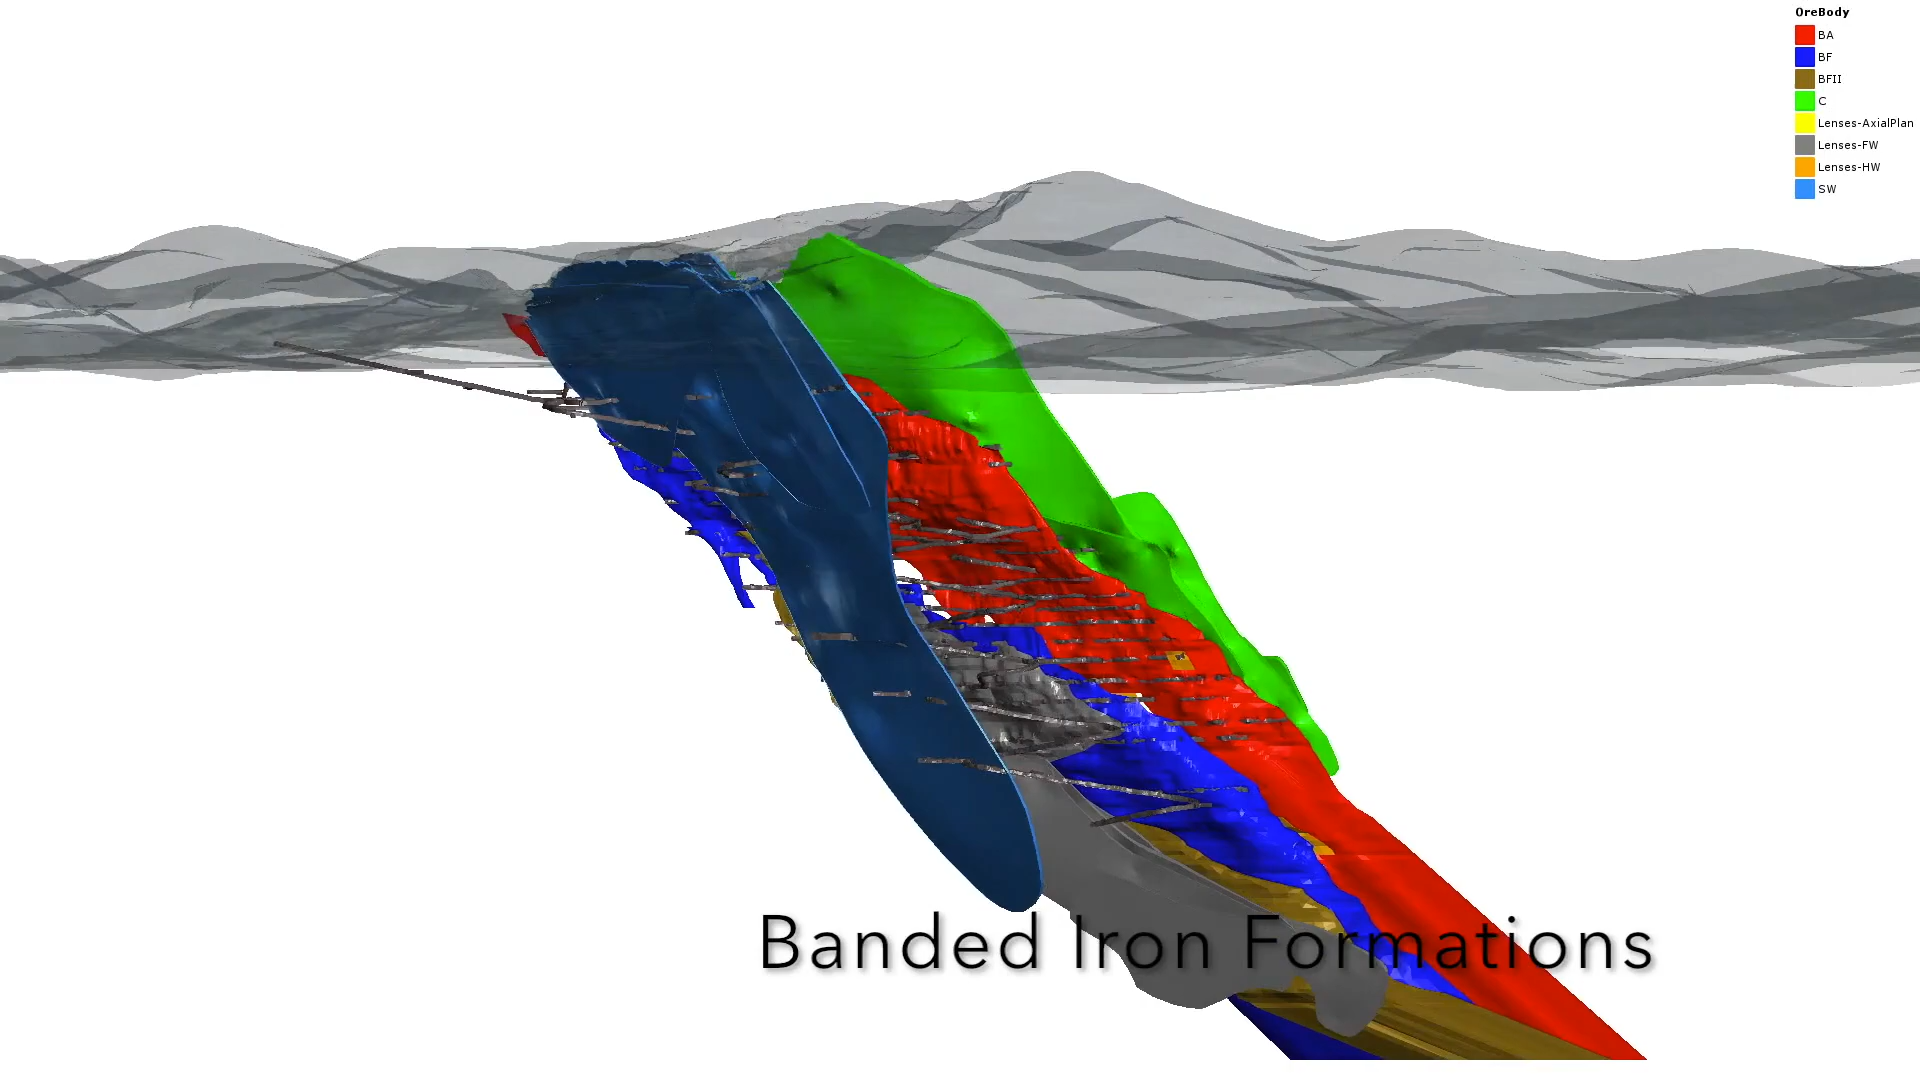 OreBody
BA
BF
BFII
C
Lenses-AxialPlan
Lenses-FW
Lenses-HW
SW
Banded Iron Formations